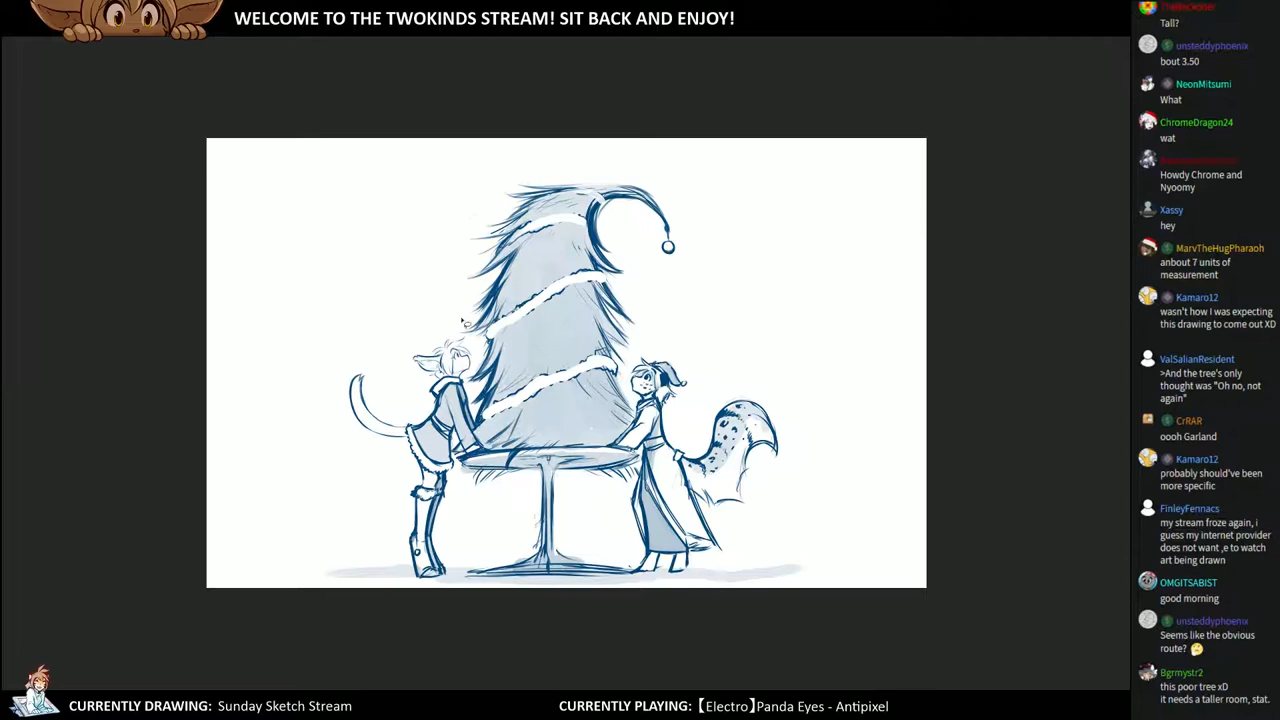 WELCOME TO THE TWOKINDS STREAM! SIT BACK AND ENJOY!
Tall?
unsteddyphoenix
bout 3.50
NeonMitsumi
What
ChromeDragon24
wat
Howdy Chrome and
Nyoomy
Xassy
hey
MarvTheHugPharaoh
anbout 7 units of
measurement
Kamaro12
wasn't how I was expecting
this drawing to come out XD
ValSalianResident
>And the tree's only
thought was "Oh no, not
again"
CrRAR
oooh Garland
Kamaro12
probably should've been
more specific
FinleyFennacs
my stream froze again, i
guess my internet provider
does not want ,e to watch
art being drawn
OMGITSABIST
good morning
unsteddyphoenix
Seems like the obvious
route?
Bgrmystr2
this poor tree xD
it needs a taller room, stat.
CURRENTLY DRAWING: Sunday Sketch Stream
CURRENTLY PLAYING: 【Electro】Panda Eyes - Antipixel